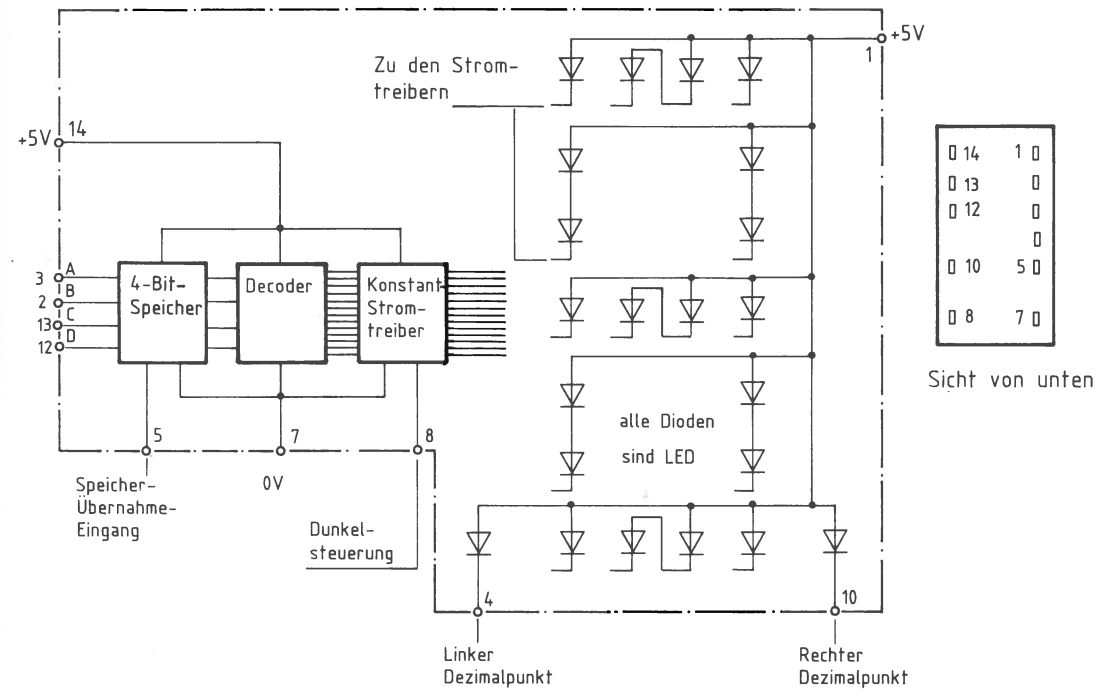 +5V
1
Zu den Strom-
treibern
14
+5V
14 1
13
12
10 5
8 7
Sicht von unten
3 A
2 B
13 C
12 D
4-Bit-
Speicher
Decoder
Konstant
Strom-
treiber
alle Dioden
sind LED
5
7
8
Speicher-
Übernahme-
Eingang
0V
Dunkel-
steuerung
4
10
Linker
Dezimalpunkt
Rechter
Dezimalpunkt